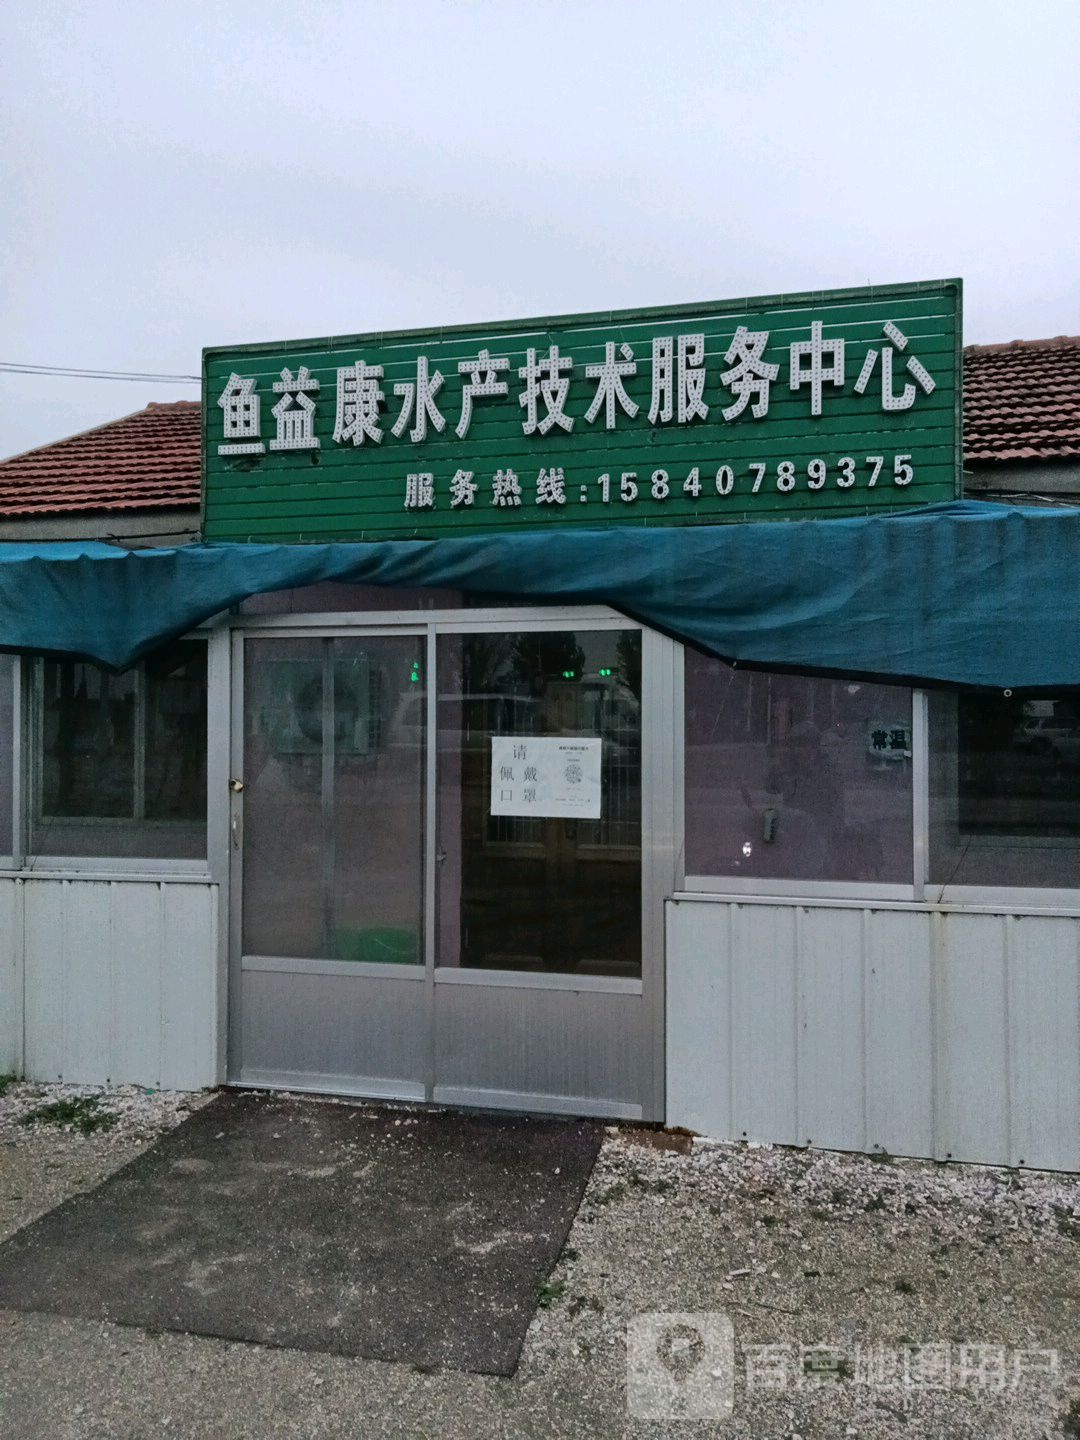 鱼益康水产技术服务中心
服务热线:15840789375
请
佩戴
口罩
常温
百度地图用户